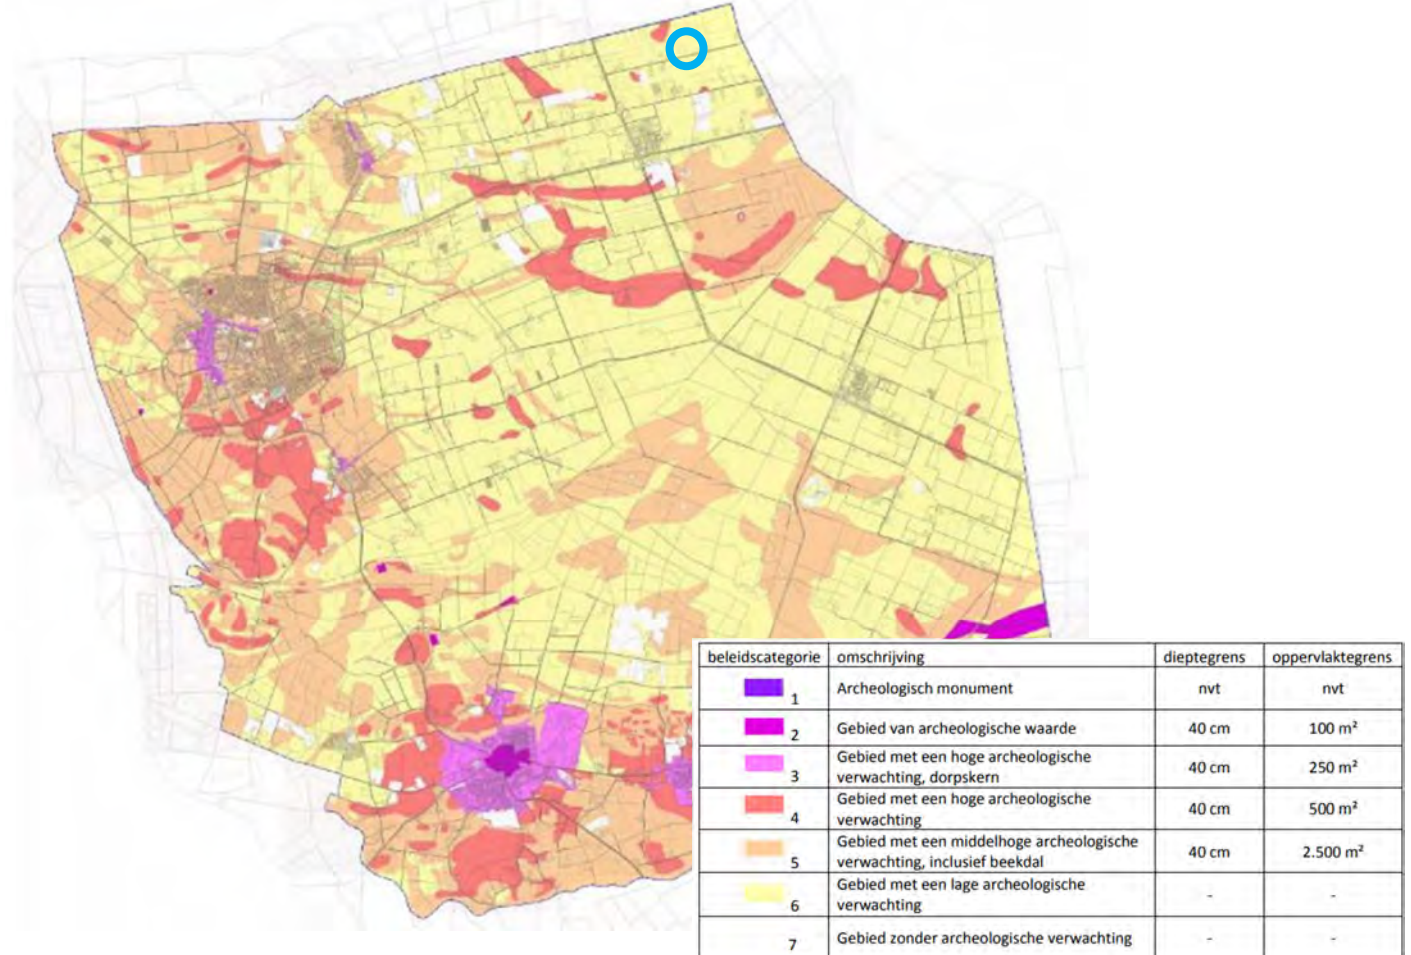 beleidscategorie omschrijving dieptegrens oppervlaktegrens
1 Archeologisch monument nvt nvt
2 Gebied van archeologische waarde 40 cm 100 m²
Gebied met een hoge archeologische
3 verwachting, dorpskern 40 cm 250 m²
Gebied met een hoge archeologische
4 verwachting 40 cm 500 m²
Gebied met een middelhoge archeologische
5 verwachting, inclusief beekdal 40 cm 2.500 m²
Gebied met een lage archeologische
6 verwachting - -
7 Gebied zonder archeologische verwachting - -